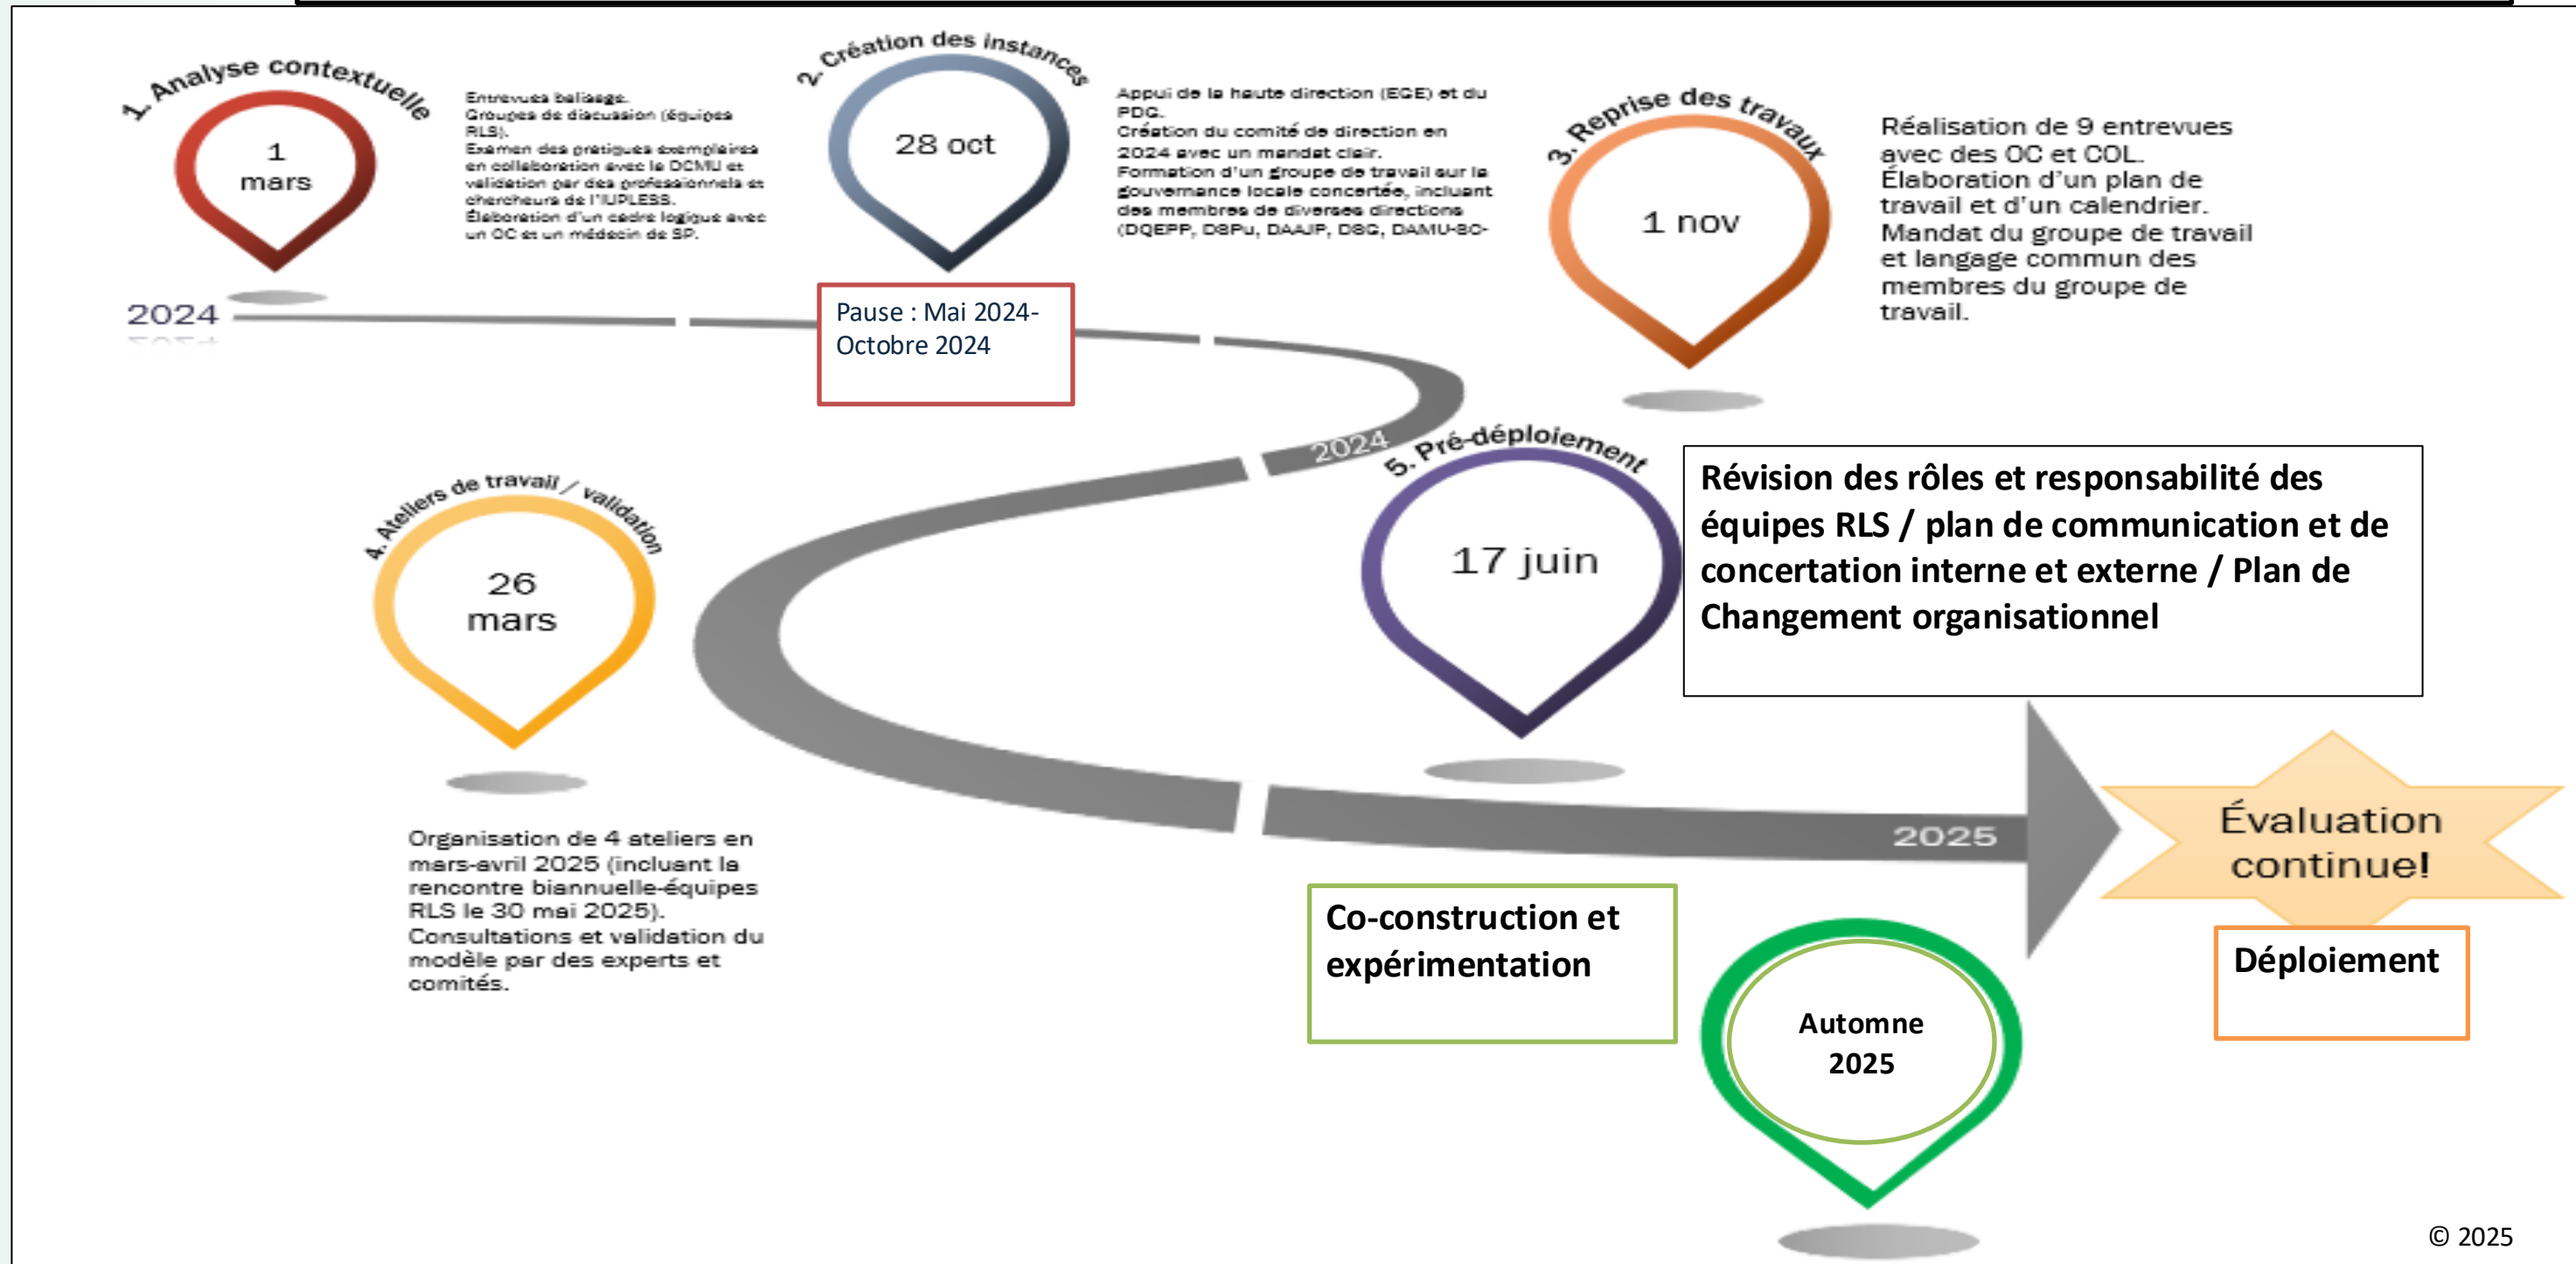 1. Analyse contextuelle
1
mars
Entrevues balisage.
Groupes de discussion (équipes
RLS).
Examen des pratiques exemplaires
en collaboration avec la DCMU et
validation par des professionnels et
chercheurs de l'IUPLESS.
Élaboration d'un cadre logique avec
un OC et un médecin de SP.
2. Création des instances
28 oct
Appui de la haute direction (EGE) et du
PDG.
Création du comité de direction en
2024 avec un mandat clair.
Formation d'un groupe de travail sur la
gouvernance locale concertée, incluant
des membres de diverses directions
(DQEPP, DSPu, DAAJP, DSG, DAMU-SC-
3. Reprise des travaux
1 nov
Réalisation de 9 entrevues
avec des OC et COL.
Élaboration d'un plan de
travail et d'un calendrier.
Mandat du groupe de travail
et langage commun des
membres du groupe de
travail.
2024
Pause : Mai 2024-
Octobre 2024
2024
4. Ateliers de travail / validation
26
mars
Organisation de 4 ateliers en
mars-avril 2025 (incluant la
rencontre biannuelle-équipes
RLS le 30 mai 2025).
Consultations et validation du
modèle par des experts et
comités.
5. Pré-déploiement
17 juin
Révision des rôles et responsabilité des
équipes RLS / plan de communication et de
concertation interne et externe / Plan de
Changement organisationnel
2025
Évaluation
continue!
Déploiement
Co-construction et
expérimentation
Automne
2025
© 2025